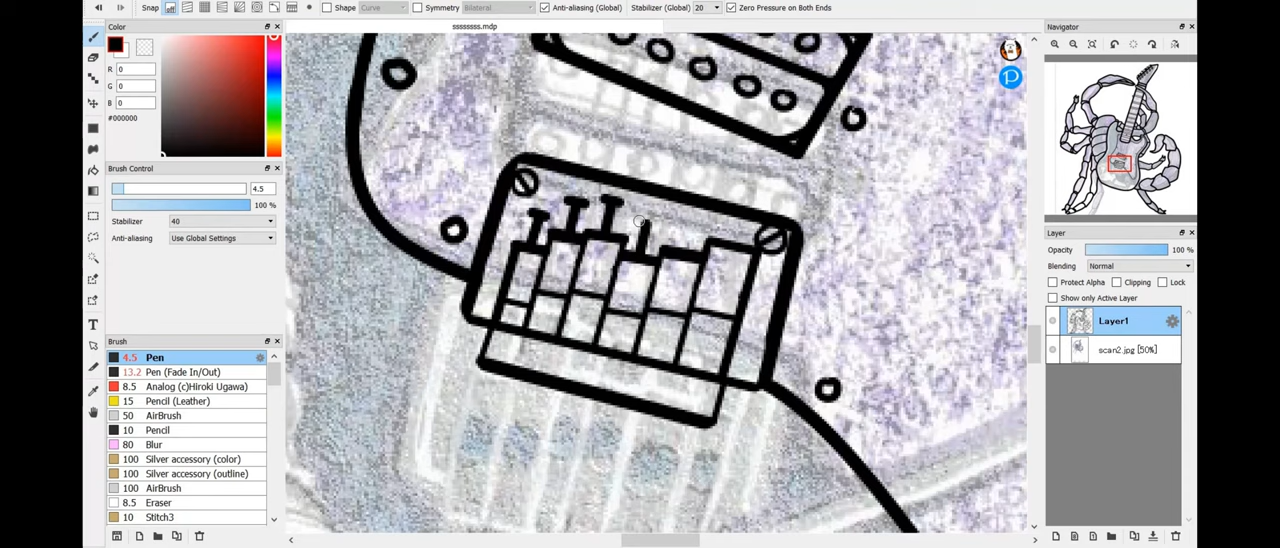 Snap
off
Shape
Curve
Symmetry
Bilateral
Anti-aliasing (Global)
Stabilizer (Global)
20
Zero Pressure on Both Ends
Color
ssssssss.mdp
Navigator
R
0
G
0
B
0
#000000
Brush Control
4.5
100 %
Stabilizer
40
Anti-aliasing
Use Global Settings
Layer
Opacity
100 %
Blending
Normal
Protect Alpha
Clipping
Lock
Show only Active Layer
Layer1
scan2.jpg [50%]
Brush
4.5 Pen
13.2 Pen (Fade In/Out)
8.5 Analog (c)Hiroki Ugawa)
15 Pencil (Leather)
50 AirBrush
10 Pencil
80 Blur
100 Silver accessory (color)
100 Silver accessory (outline)
100 AirBrush
8.5 Eraser
10 Stitch3